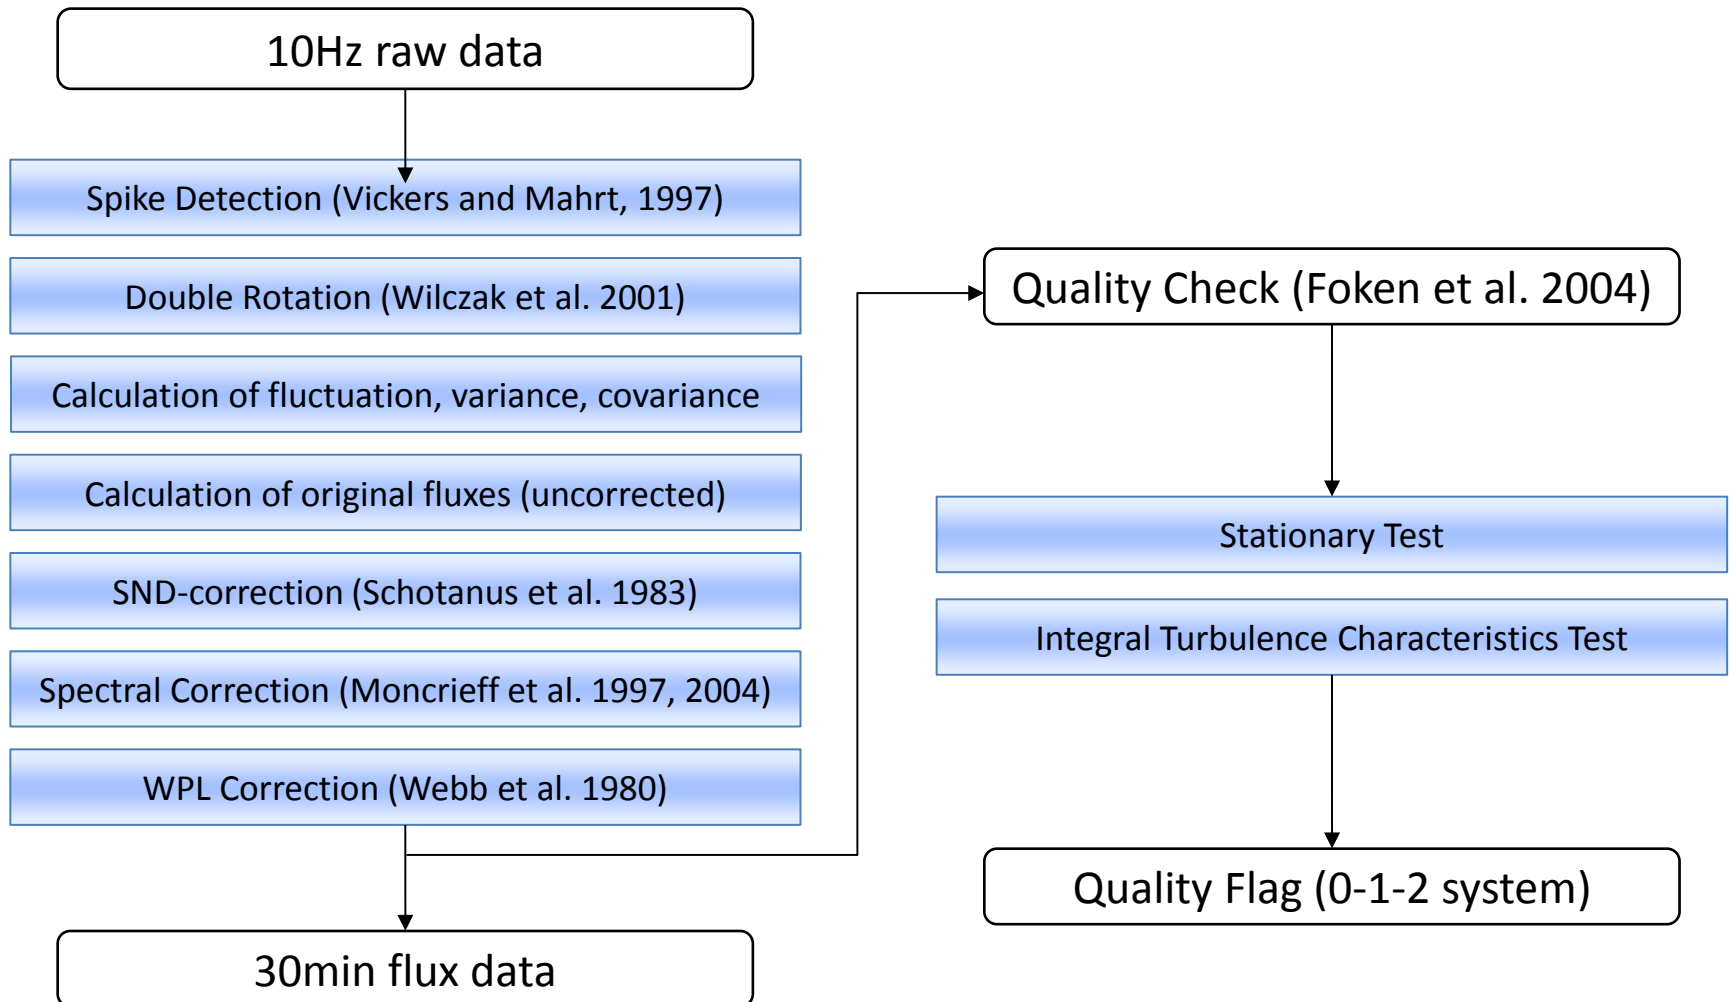 10Hz raw data
Spike Detection (Vickers and Mahrt, 1997)
Double Rotation (Wilczak et al. 2001)
Calculation of fluctuation, variance, covariance
Calculation of original fluxes (uncorrected)
SND-correction (Schotanus et al. 1983)
Spectral Correction (Moncrieff et al. 1997, 2004)
WPL Correction (Webb et al. 1980)
30min flux data
Quality Check (Foken et al. 2004)
Stationary Test
Integral Turbulence Characteristics Test
Quality Flag (0-1-2 system)